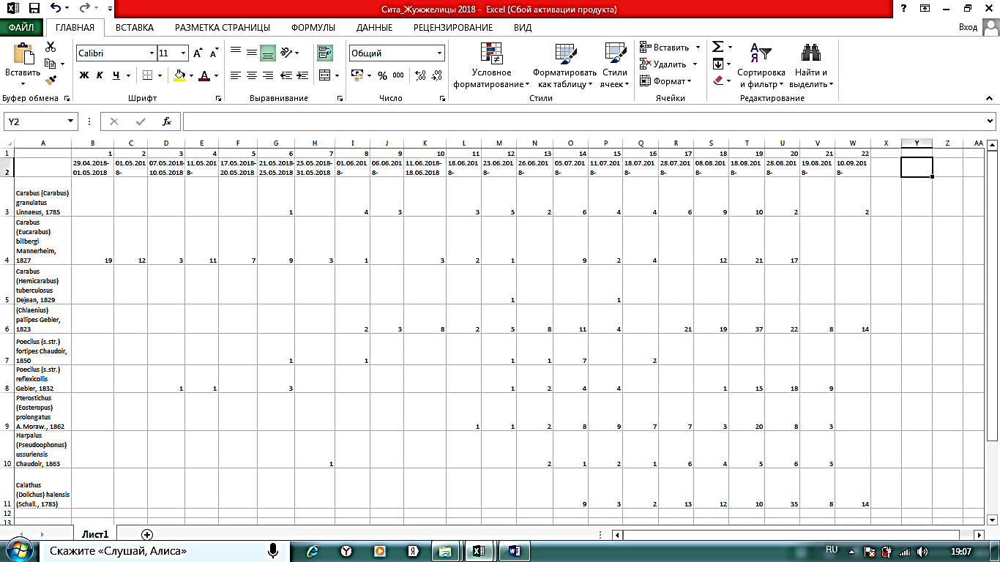 Сита_Жужжелицы 2018 - Excel (Сбой активации продукта)
ФАЙЛ ГЛАВНАЯ ВСТАВКА РАЗМЕТКА СТРАНИЦЫ ФОРМУЛЫ ДАННЫЕ РЕЦЕНЗИРОВАНИЕ ВИД Вход
Вставить
Буфер обмена
Calibri 11
Ж К Ч
Шрифт
Выравнивание
Общий
% 000
Число
Условное
форматирование
Форматировать
как таблицу
Стили
ячеек
Стили
Вставить
Удалить
Формат
Ячейки
Сортировка
и фильтр
Найти и
выделить
Редактирование
Y2
A B C D E F G H I J K L M N O P Q R S T U V W X Y Z AA
1 1 2 3 4 5 6 7 8 9 10 11 12 13 14 15 16 17 18 19 20 21 22
29.04.2018- 01.05.201 07.05.2018- 11.05.2018 17.05.2018- 21.05.2018- 25.05.2018- 01.06.201 06.06.201 11.06.2018- 18.06.201 23.06.201 26.06.201 05.07.201 11.07.201 18.07.201 28.07.201 08.08.201 18.08.201 28.08.201 19.08.201 10.09.201
2 01.05.2018 8- 10.05.2018 - 20.05.2018 25.05.2018 31.05.2018 8- 8- 18.06.2018 8- 8- 8- 8- 8- 8- 8- 8- 8- 8- 8- 8-
Carabus (Carabus)
granulatus
3 Linnaeus, 1785 1 4 3 3 5 2 6 4 4 6 9 10 2 2
Carabus
(Eucarabus)
billbergi
Mannerheim,
4 1827 19 12 3 11 7 9 3 1 3 2 1 9 2 4 12 21 17
Carabus
(Hemicarabus)
tuberculosus
5 Dejean, 1829 1 1
(Chlaenius)
pallipes Gebler,
6 1823 2 3 8 2 5 8 11 4 21 19 37 22 8 14
Poecilus (s.str.)
fortipes Chaudoir,
7 1850 1 1 1 1 7 2
Poecilus (s.str.)
reflexicollis
8 Gebler, 1832 1 1 3 1 2 4 4 1 15 18 9
Pterostichus
(Eosteropus)
prolongatus
9 A.Moraw., 1862 1 1 2 8 9 7 7 3 20 8 3
Harpalus
(Pseudoophonus)
ussuriensis
10 Chaudoir, 1863 1 2 1 2 1 6 4 5 6 3
Calathus
(Dolichus) halensis
11 (Schall., 1783) 9 3 2 13 12 10 35 8 14
12
13
Лист1
Скажите «Слушай, Алиса»
RU 19:07